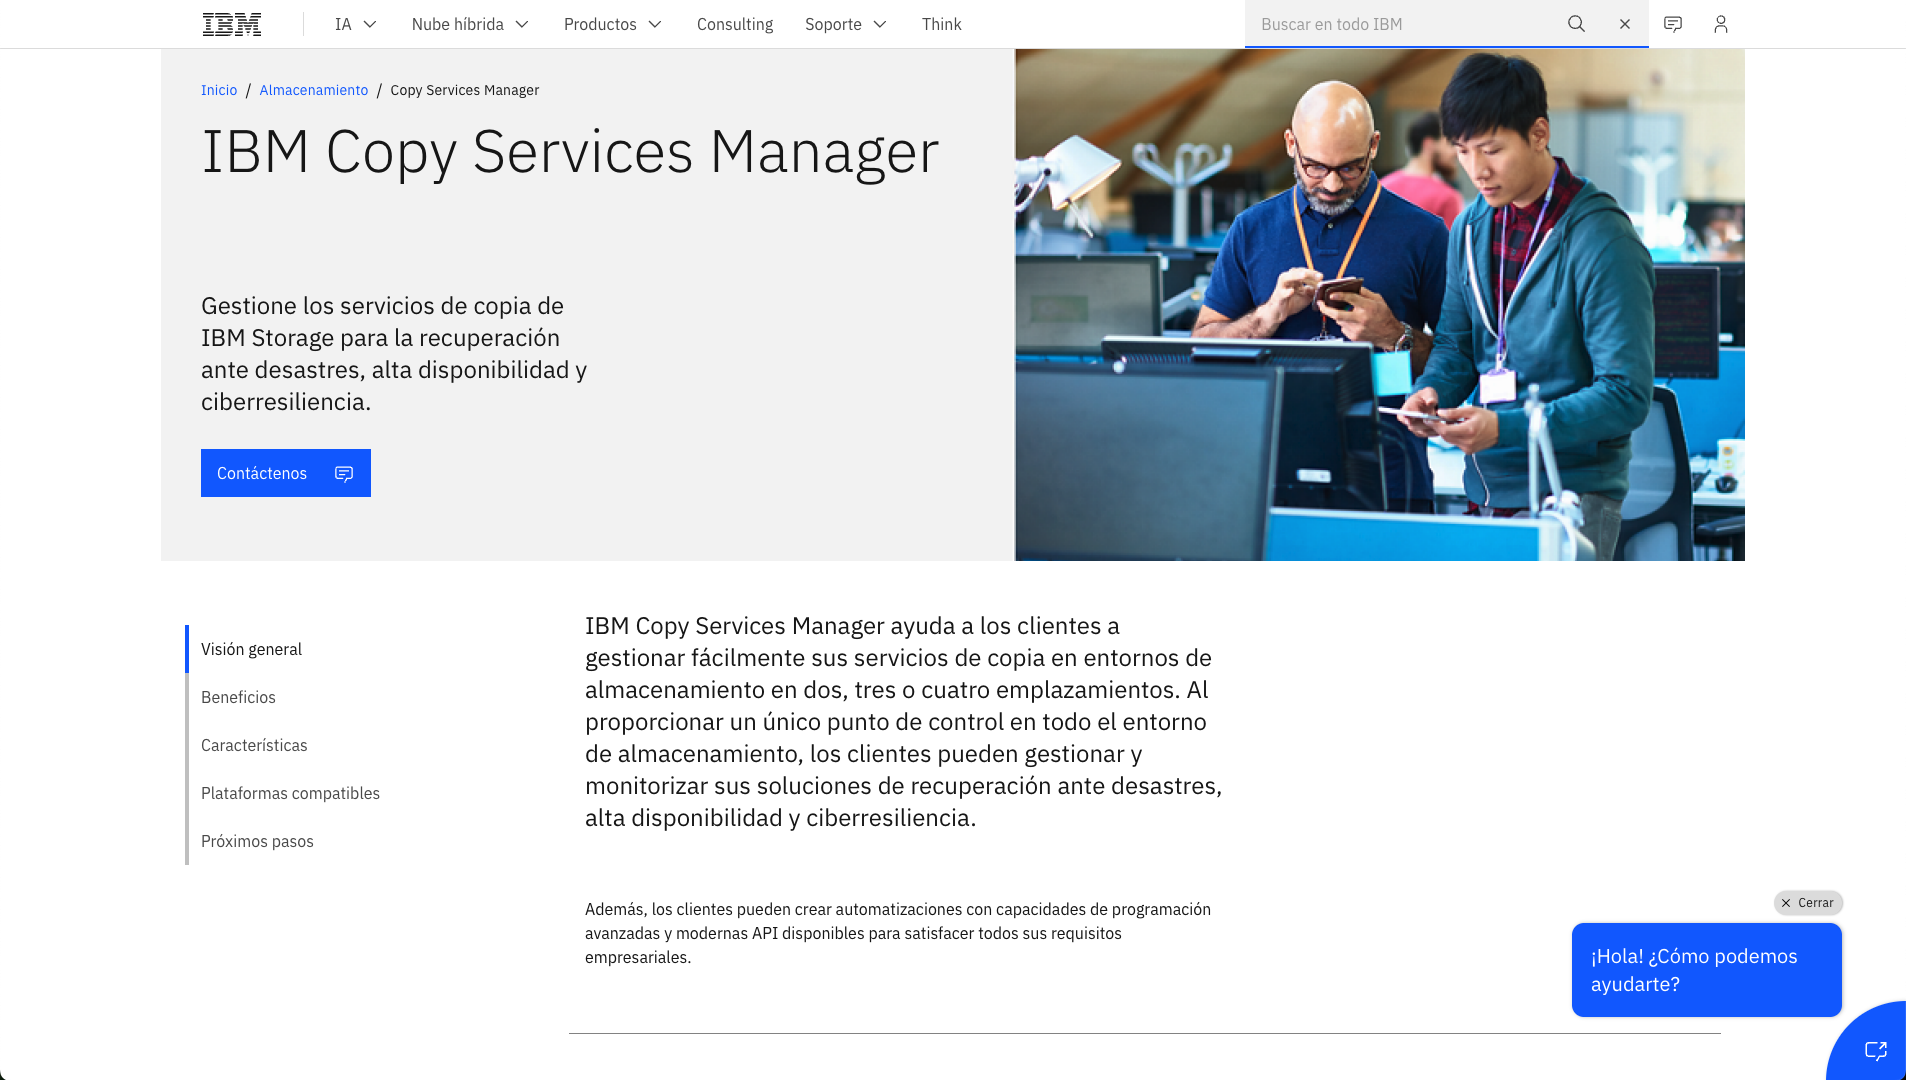 IBM
IA
Nube híbrida
Productos
Consulting
Soporte
Think
Buscar en todo IBM
Inicio / Almacenamiento / Copy Services Manager
IBM Copy Services Manager
Gestione los servicios de copia de
IBM Storage para la recuperación
ante desastres, alta disponibilidad y
ciberresiliencia.
Contáctenos
Visión general
Beneficios
Características
Plataformas compatibles
Próximos pasos
IBM Copy Services Manager ayuda a los clientes a
gestionar fácilmente sus servicios de copia en entornos de
almacenamiento en dos, tres o cuatro emplazamientos. Al
proporcionar un único punto de control en todo el entorno
de almacenamiento, los clientes pueden gestionar y
monitorizar sus soluciones de recuperación ante desastres,
alta disponibilidad y ciberresiliencia.
Además, los clientes pueden crear automatizaciones con capacidades de programación
avanzadas y modernas API disponibles para satisfacer todos sus requisitos
empresariales.
Cerrar
¡Hola! ¿Cómo podemos
ayudarte?